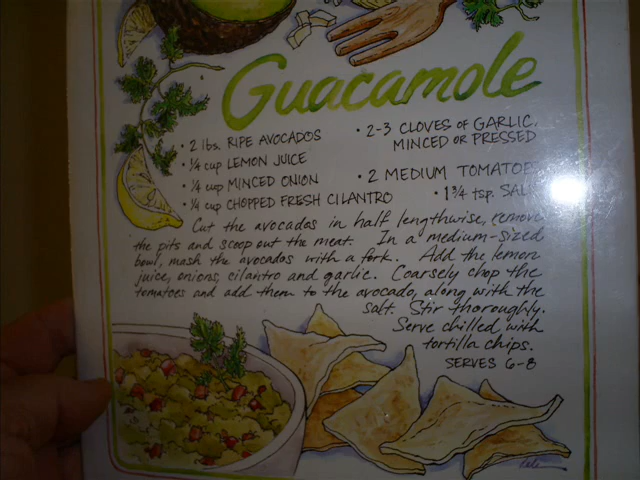 Guacamole
• 2 lbs. RIPE AVOCADOS
• ¼ cup LEMON JUICE
• ¼ cup MINCED ONION
• ¼ cup CHOPPED FRESH CILANTRO
• 2-3 CLOVES OF GARLIC,
MINCED OR PRESSED
• 2 MEDIUM
• 1 3/4 tsp.
Cut the avocados in half lengthwise, remove
the pits and scoop out the meat. In a medium-sized
bowl, mash the avocados with a fork. Add the lemon
juice, onions, cilantro and garlic. Coarsely chop the
tomatoes and add them to the avocado, along with the
salt. Stir thoroughly.
Serve chilled with
tortilla chips.
SERVES 6-8